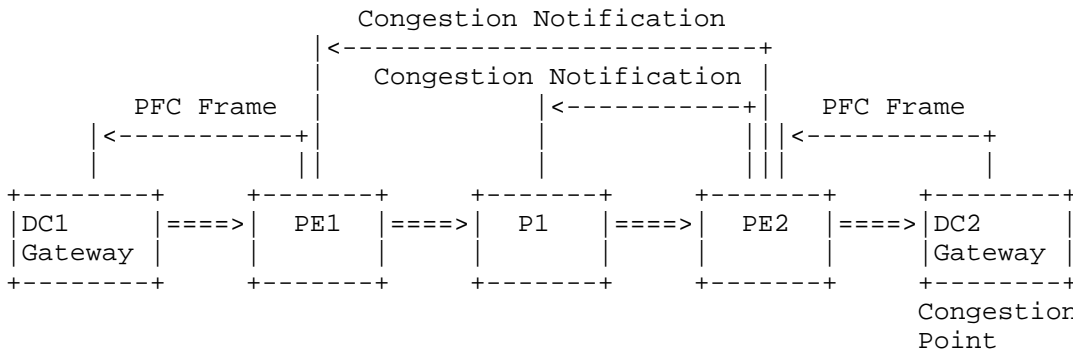 Congestion Notification
Congestion Notification
PFC Frame PFC Frame
DC1 PE1 P1 PE2 DC2
Gateway Gateway
Congestion
Point